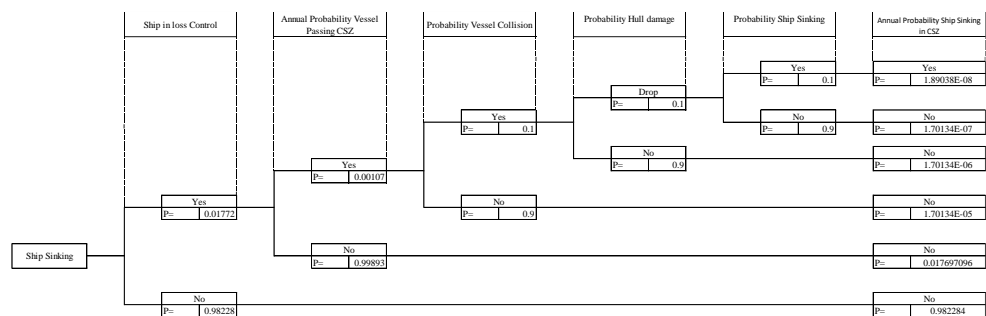 Ship in loss Control
Annual Probability Vessel
Passing CSZ
Probability Vessel Collision
Probability Hull damage
Probability Ship Sinking
Annual Probability Ship Sinking
in CSZ
Yes
P= 0.1
Yes
P= 1.89038E-08
Drop
P= 0.1
Yes
P= 0.1
No
P= 0.9
No
P= 1.70134E-07
No
P= 0.9
No
P= 1.70134E-06
Yes
P= 0.00107
Yes
P= 0.01772
No
P= 0.9
No
P= 1.70134E-05
Ship Sinking
No
P= 0.99893
No
P= 0.017697096
No
P= 0.98228
No
P= 0.982284